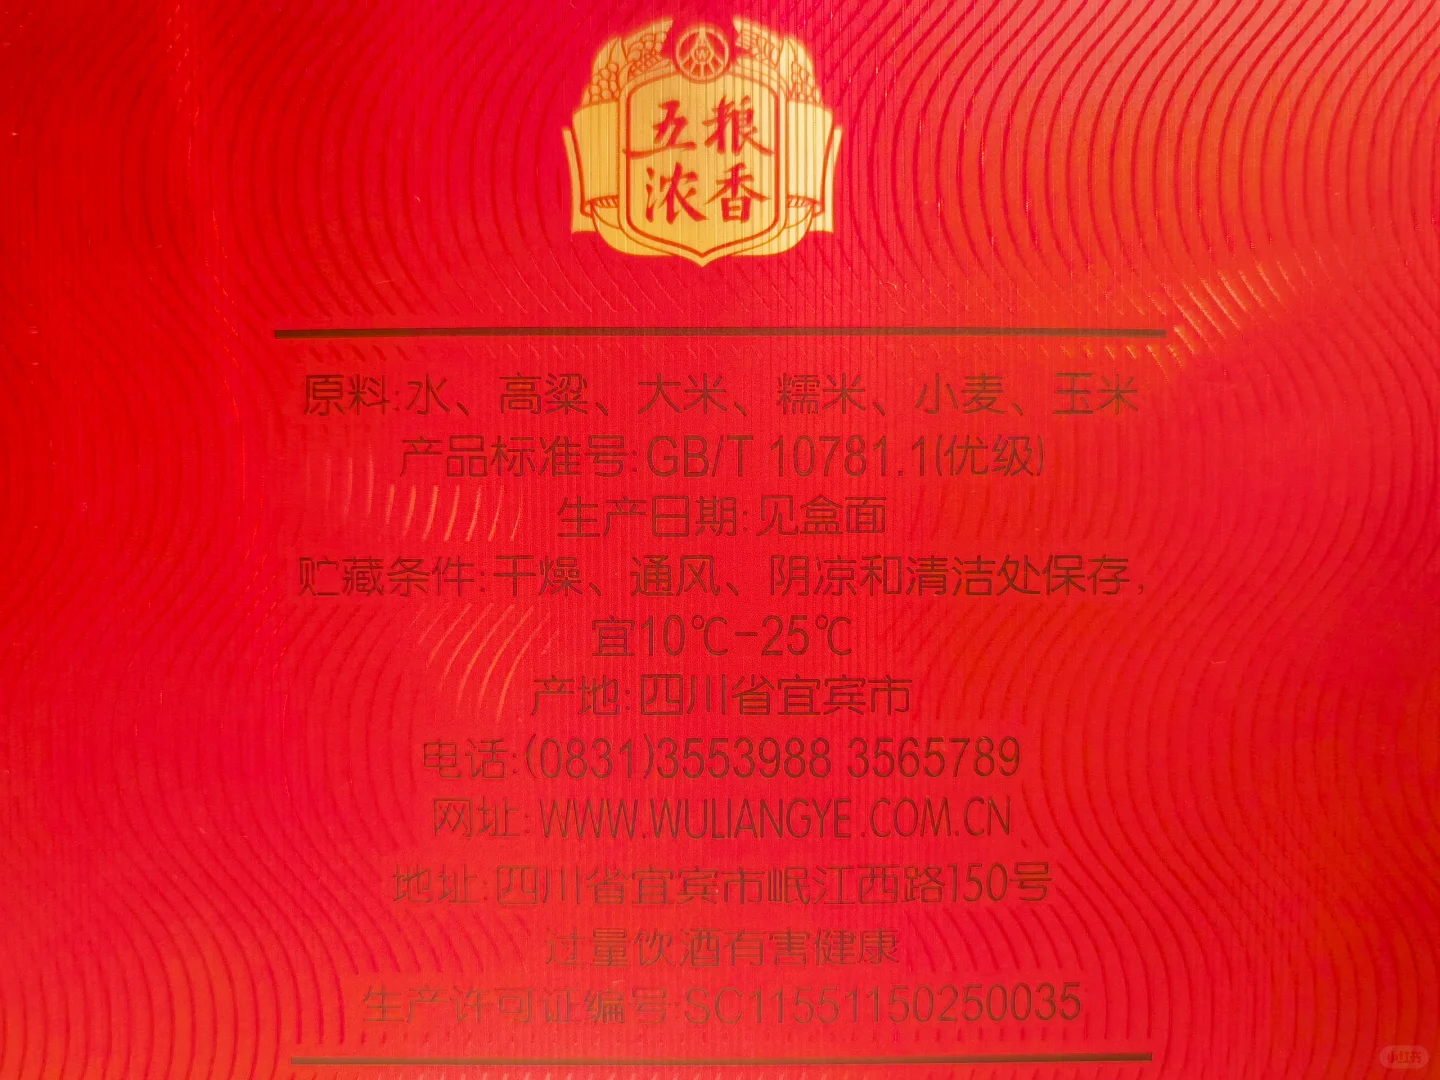 五粮
浓香
原料:水、高粱、大米、糯米、小麦、玉米
产品标准号:GB/T 10781.1(优级)
生产日期:见盒面
贮藏条件:干燥、通风、阴凉和清洁处保存,
宜10℃-25℃
产地:四川省宜宾市
电话:(0831)3553988 3565789
网址:WWW.WULIANGYE.COM.CN
地址:四川省宜宾市岷江西路150号
过量饮酒有害健康
生产许可证编号:SC11551150250035
小红书